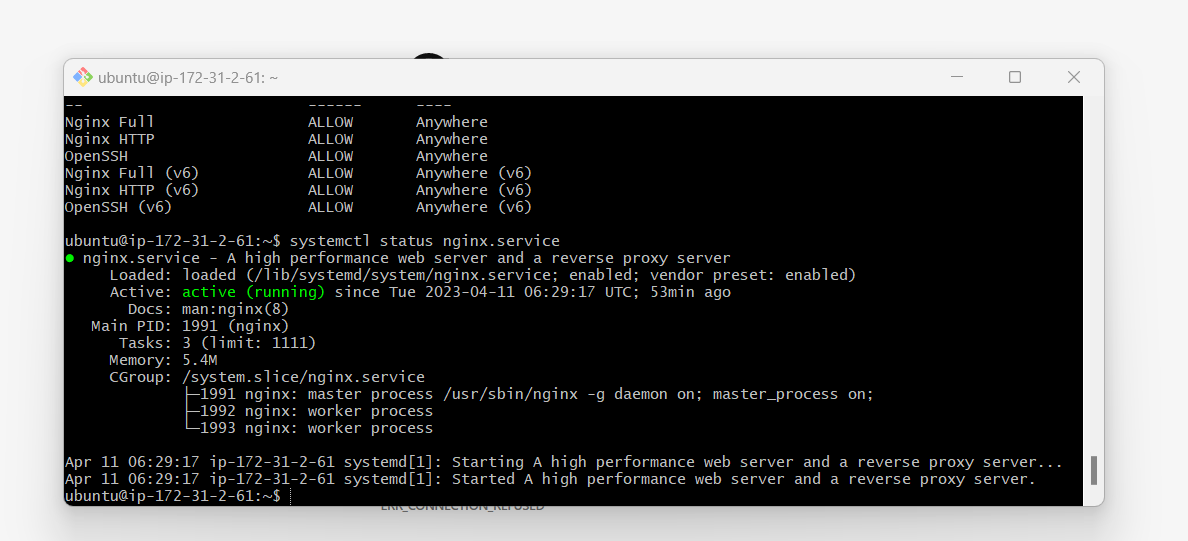 ubuntu@ip-172-31-2-61: ~
-- ------ ----
Nginx Full ALLOW Anywhere
Nginx HTTP ALLOW Anywhere
OpenSSH ALLOW Anywhere
Nginx Full (v6) ALLOW Anywhere (v6)
Nginx HTTP (v6) ALLOW Anywhere (v6)
OpenSSH (v6) ALLOW Anywhere (v6)
ubuntu@ip-172-31-2-61:~$ systemctl status nginx.service
● nginx.service - A high performance web server and a reverse proxy server
Loaded: loaded (/lib/systemd/system/nginx.service; enabled; vendor preset: enabled)
Active: active (running) since Tue 2023-04-11 06:29:17 UTC; 53min ago
Docs: man:nginx(8)
Main PID: 1991 (nginx)
Tasks: 3 (limit: 1111)
Memory: 5.4M
CGroup: /system.slice/nginx.service
├─1991 nginx: master process /usr/sbin/nginx -g daemon on; master_process on;
├─1992 nginx: worker process
└─1993 nginx: worker process
Apr 11 06:29:17 ip-172-31-2-61 systemd[1]: Starting A high performance web server and a reverse proxy server...
Apr 11 06:29:17 ip-172-31-2-61 systemd[1]: Started A high performance web server and a reverse proxy server.
ubuntu@ip-172-31-2-61:~$
ERR_CONNECTION_REFUSED